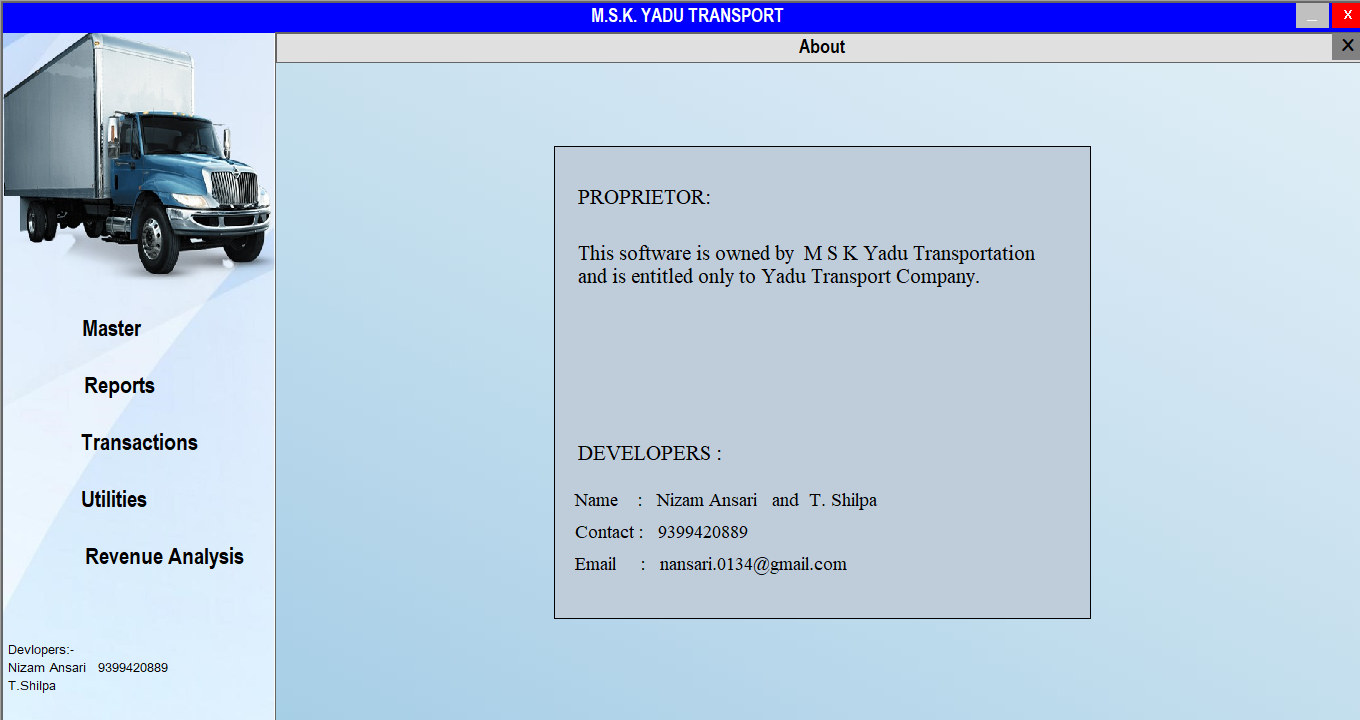 M.S.K. YADU TRANSPORT
_ X
About
X
Master
Reports
Transactions
Utilities
Revenue Analysis
Devlopers:-
Nizam Ansari 9399420889
T.Shilpa
PROPRIETOR:
This software is owned by M S K Yadu Transportation
and is entitled only to Yadu Transport Company.
DEVELOPERS :
Name : Nizam Ansari and T. Shilpa
Contact : 9399420889
Email : nansari.0134@gmail.com